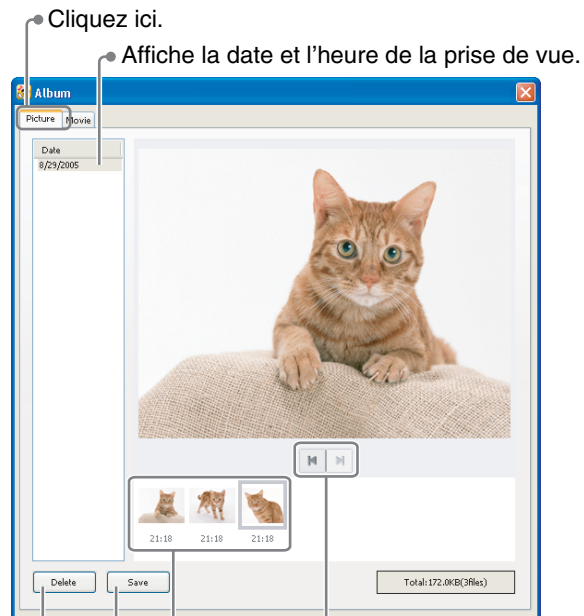 Cliquez ici.
Affiche la date et l'heure de la prise de vue.
Album
Picture
Movie
Date
8/29/2005
21:18
21:18
21:18
Delete
Save
Total:172.0KB(3files)